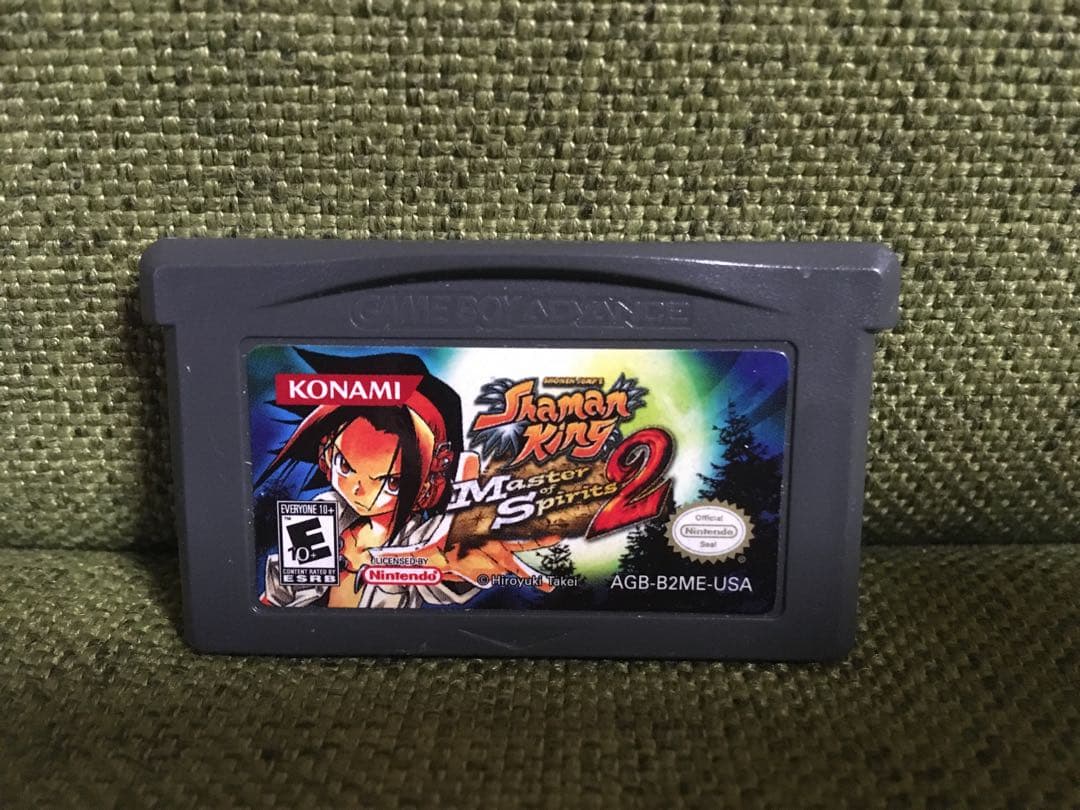 GAME BOY ADVANCE
KONAMI
SHONEN JUMP'S
Shaman
King
Master
of
Spirits 2
EVERYONE 10+
E
10+
CONTENT RATED BY
ESRB
LICENSED BY
Nintendo
© Hiroyuki Takei
Official
Nintendo
Seal
AGB-B2ME-USA